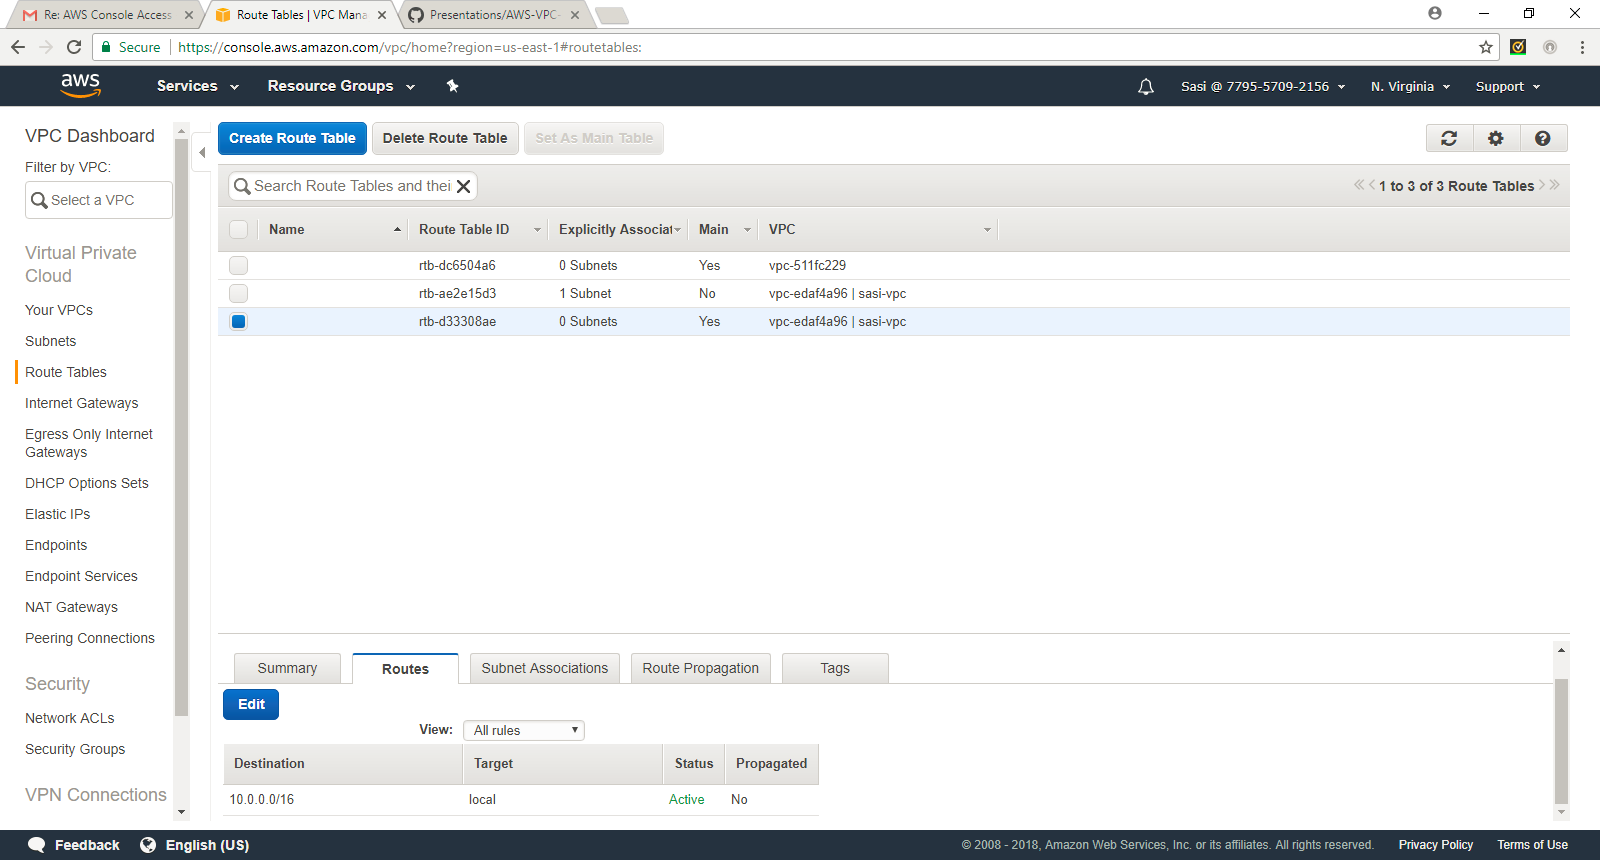 Re: AWS Console Access
Route Tables | VPC Mana
Presentations/AWS-VPC-
Secure
https://console.aws.amazon.com/vpc/home?region=us-east-1#routetables:
aws
Services
Resource Groups
Sasi @ 7795-5709-2156
N. Virginia
Support
VPC Dashboard
Filter by VPC:
Select a VPC
Virtual Private
Cloud
Your VPCs
Subnets
Route Tables
Internet Gateways
Egress Only Internet
Gateways
DHCP Options Sets
Elastic IPs
Endpoints
Endpoint Services
NAT Gateways
Peering Connections
Security
Network ACLs
Security Groups
VPN Connections
Create Route Table
Delete Route Table
Set As Main Table
Search Route Tables and thei
1 to 3 of 3 Route Tables
Name Route Table ID Explicitly Associat Main VPC
rtb-dc6504a6 0 Subnets Yes vpc-511fc229
rtb-ae2e15d3 1 Subnet No vpc-edaf4a96 | sasi-vpc
rtb-d33308ae 0 Subnets Yes vpc-edaf4a96 | sasi-vpc
Summary
Routes
Subnet Associations
Route Propagation
Tags
Edit
View: All rules
Destination Target Status Propagated
10.0.0.0/16 local Active No
Feedback
English (US)
© 2008 - 2018, Amazon Web Services, Inc. or its affiliates. All rights reserved.
Privacy Policy
Terms of Use